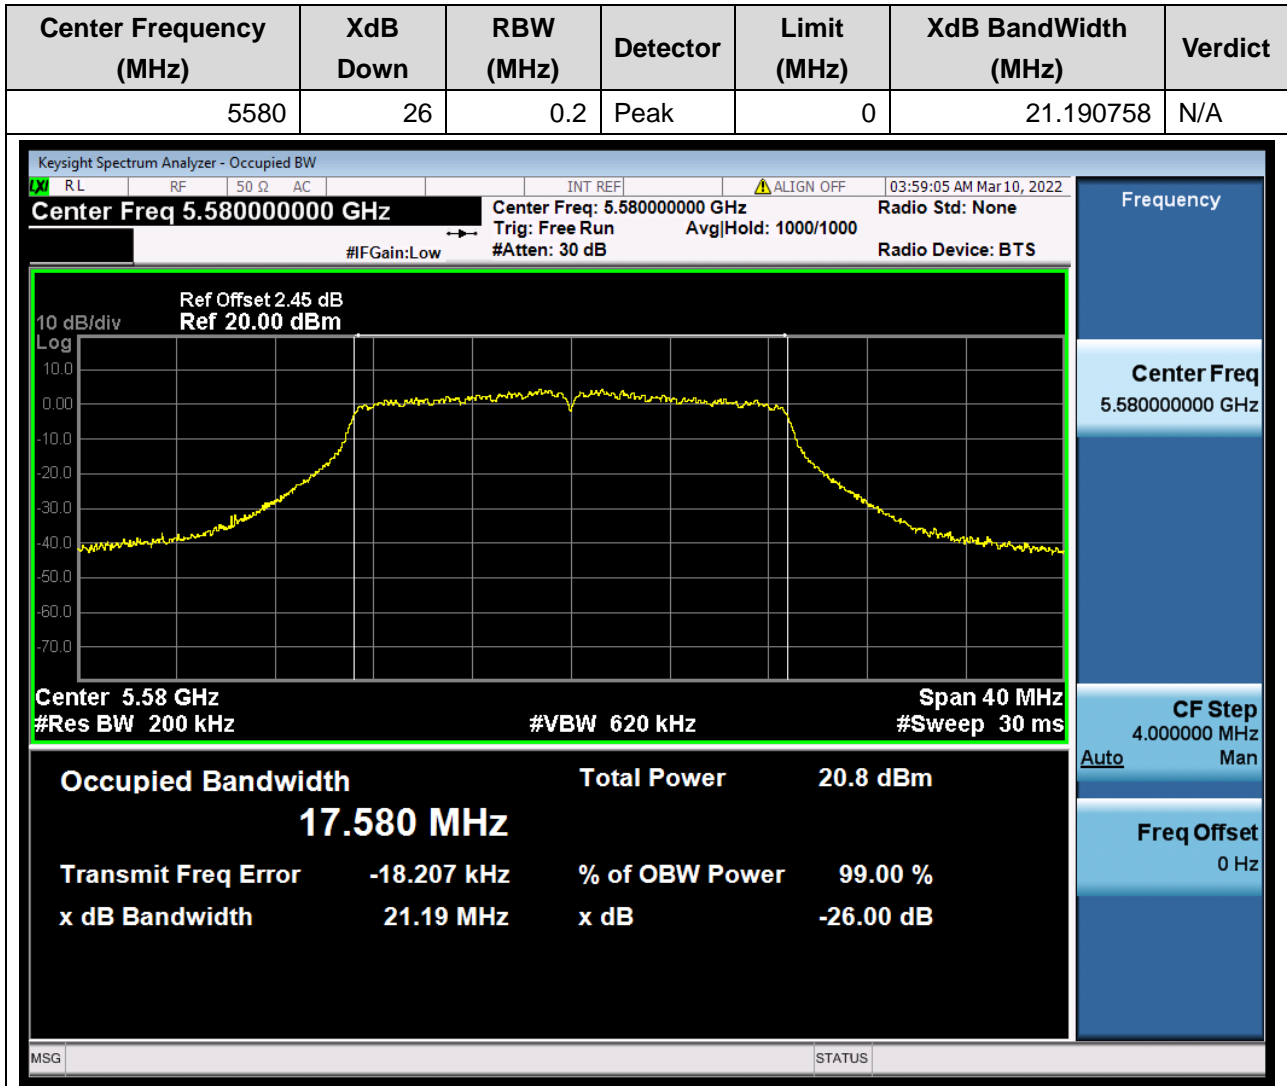 Center Frequency (MHz) XdB Down RBW (MHz) Detector Limit (MHz) XdB BandWidth (MHz) Verdict
5580 26 0.2 Peak 0 21.190758 N/A
Keysight Spectrum Analyzer - Occupied BW
LXI RL RF 50 Ω AC INT REF ALIGN OFF 03:59:05 AM Mar 10, 2022
Center Freq 5.580000000 GHz
Center Freq: 5.580000000 GHz
Radio Std: None
Trig: Free Run Avg|Hold: 1000/1000
#IFGain:Low #Atten: 30 dB Radio Device: BTS
Frequency
Ref Offset 2.45 dB
10 dB/div Ref 20.00 dBm
Log
10.0
0.00
-10.0
-20.0
-30.0
-40.0
-50.0
-60.0
-70.0
Center 5.58 GHz Span 40 MHz
#Res BW 200 kHz #VBW 620 kHz #Sweep 30 ms
Center Freq
5.580000000 GHz
CF Step
4.000000 MHz
Auto Man
Freq Offset
0 Hz
Occupied Bandwidth Total Power 20.8 dBm
17.580 MHz
Transmit Freq Error -18.207 kHz % of OBW Power 99.00 %
x dB Bandwidth 21.19 MHz x dB -26.00 dB
MSG STATUS